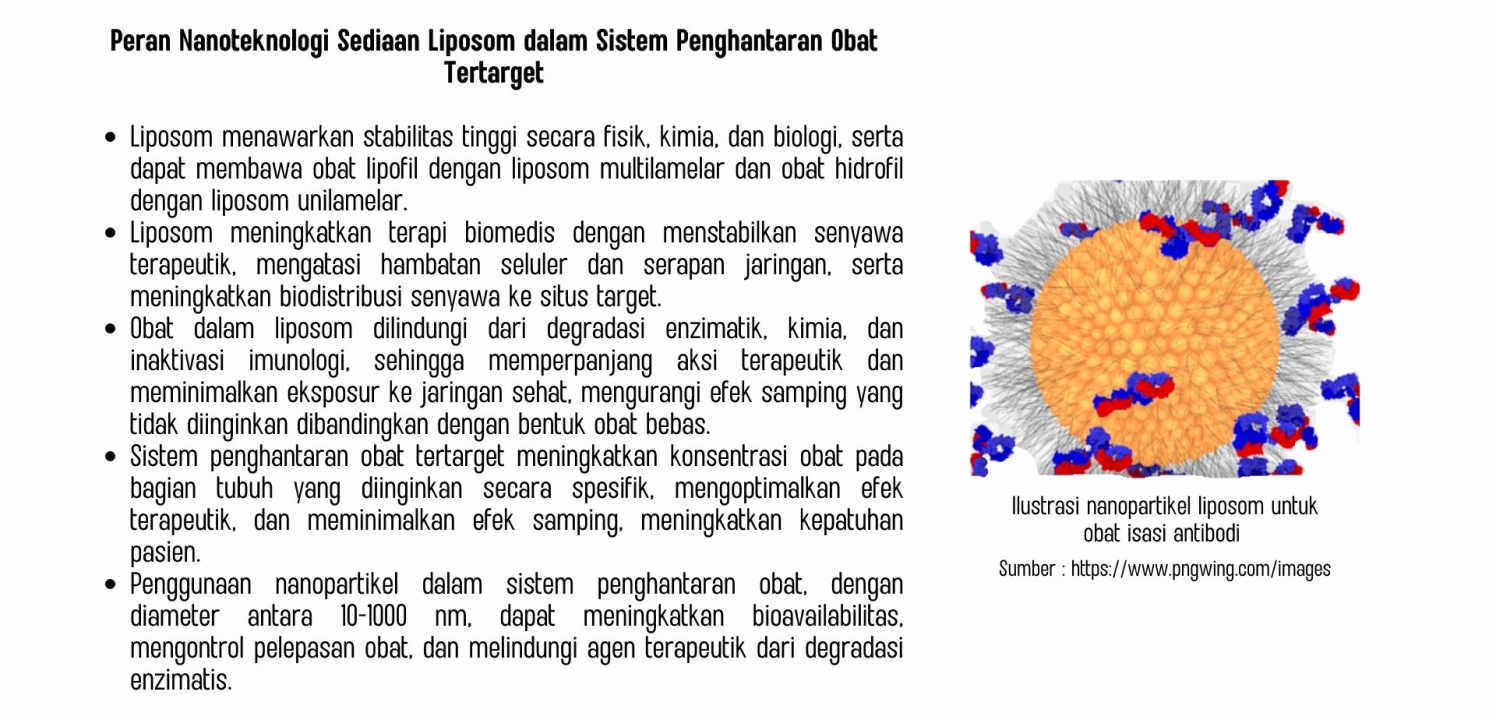 Peran Nanoteknologi Sediaan Liposom dalam Sistem Penghantaran Obat
Tertarget
• Liposom menawarkan stabilitas tinggi secara fisik, kimia, dan biologi, serta
dapat membawa obat lipofil dengan liposom multilamelar dan obat hidrofil
dengan liposom unilamelar.
• Liposom meningkatkan terapi biomedis dengan menstabilkan senyawa
terapeutik, mengatasi hambatan seluler dan serapan jaringan, serta
meningkatkan biodistribusi senyawa ke situs target.
• Obat dalam liposom dilindungi dari degradasi enzimatik, kimia, dan
inaktivasi imunologi, sehingga memperpanjang aksi terapeutik dan
meminimalkan eksposur ke jaringan sehat, mengurangi efek samping yang
tidak diinginkan dibandingkan dengan bentuk obat bebas.
• Sistem penghantaran obat tertarget meningkatkan konsentrasi obat pada
bagian tubuh yang diinginkan secara spesifik, mengoptimalkan efek
terapeutik, dan meminimalkan efek samping, meningkatkan kepatuhan
pasien.
• Penggunaan nanopartikel dalam sistem penghantaran obat, dengan
diameter antara 10-1000 nm, dapat meningkatkan bioavailabilitas,
mengontrol pelepasan obat, dan melindungi agen terapeutik dari degradasi
enzimatis.
Ilustrasi nanopartikel liposom untuk
obat isasi antibodi
Sumber : https://www.pngwing.com/images